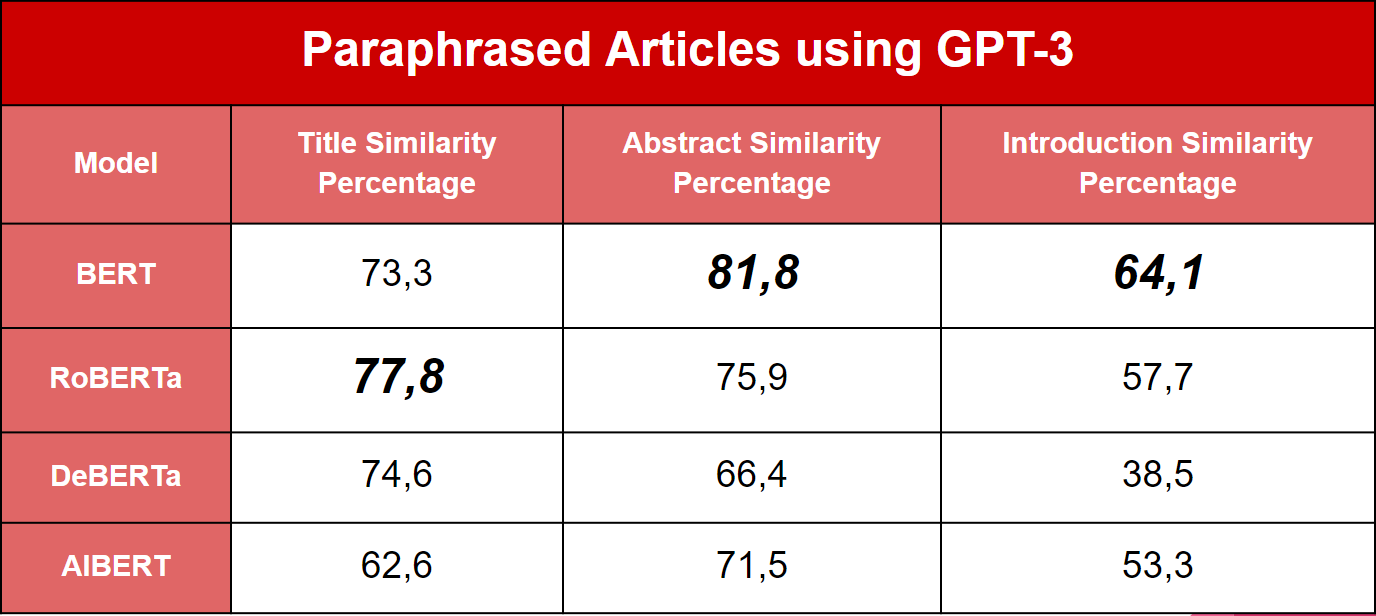 Paraphrased Articles using GPT-3
Model
Title Similarity
Percentage
Abstract Similarity
Percentage
Introduction Similarity
Percentage
BERT
73,3
81,8
64,1
RoBERTa
77,8
75,9
57,7
DeBERTa
74,6
66,4
38,5
AlBERT
62,6
71,5
53,3